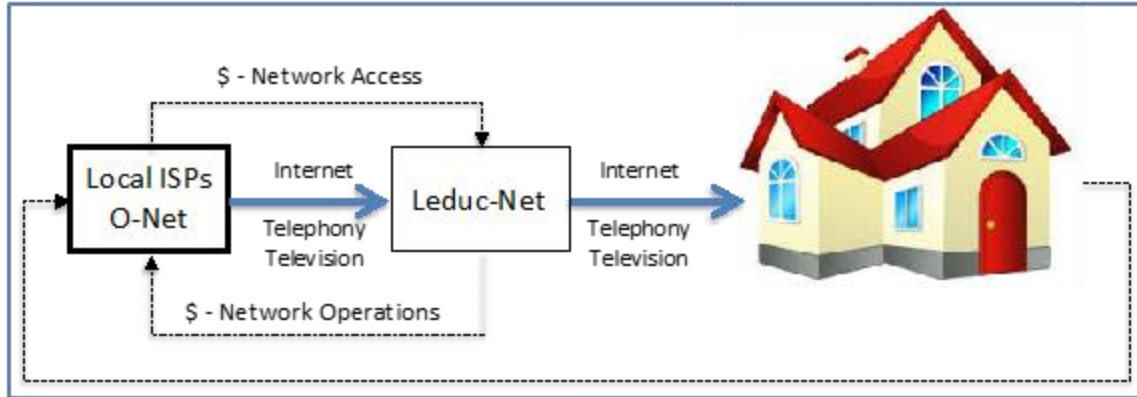 $ - Network Access
Local ISPs
O-Net
Internet
Telephony
Television
Leduc-Net
Internet
Telephony
Television
$ - Network Operations